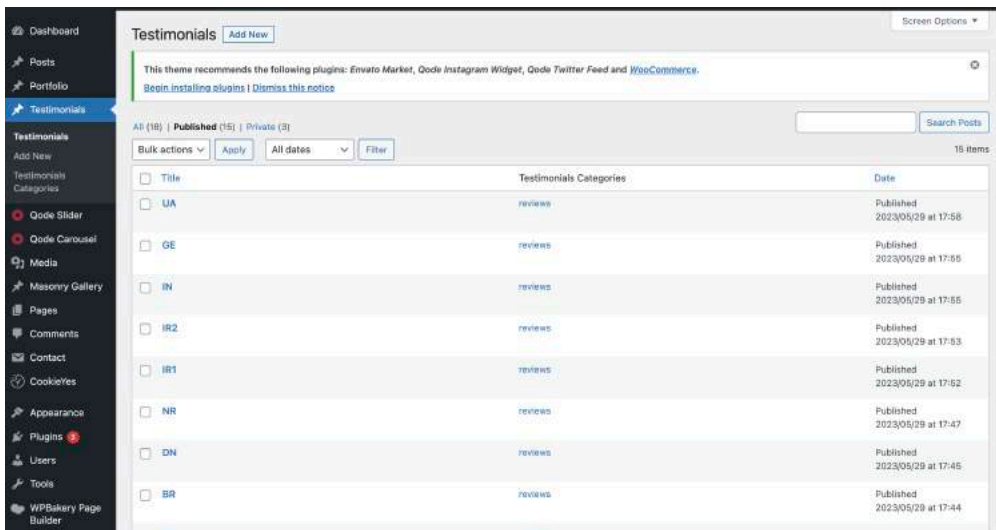 Screen Options ▼
Dashboard
Posts
Portfolio
Testimonials
Testimonials
Add New
Testimonials
Categories
Qode Slider
Qode Carousel
Media
Masonry Gallery
Pages
Comments
Contact
CookieYes
Appearance
Plugins 3
Users
Tools
WPBakery Page
Builder
Testimonials Add New
This theme recommends the following plugins: Envato Market, Qode Instagram Widget, Qode Twitter Feed and WooCommerce.
Begin installing plugins | Dismiss this notice
All (18) | Published (15) | Private (3)
Search Posts
Bulk actions Apply All dates Filter
15 items
Title Testimonials Categories Date
UA reviews Published
2023/05/29 at 17:58
GE reviews Published
2023/05/29 at 17:55
IN reviews Published
2023/05/29 at 17:55
IR2 reviews Published
2023/05/29 at 17:53
IR1 reviews Published
2023/05/29 at 17:52
NR reviews Published
2023/05/29 at 17:47
DN reviews Published
2023/05/29 at 17:45
BR reviews Published
2023/05/29 at 17:44